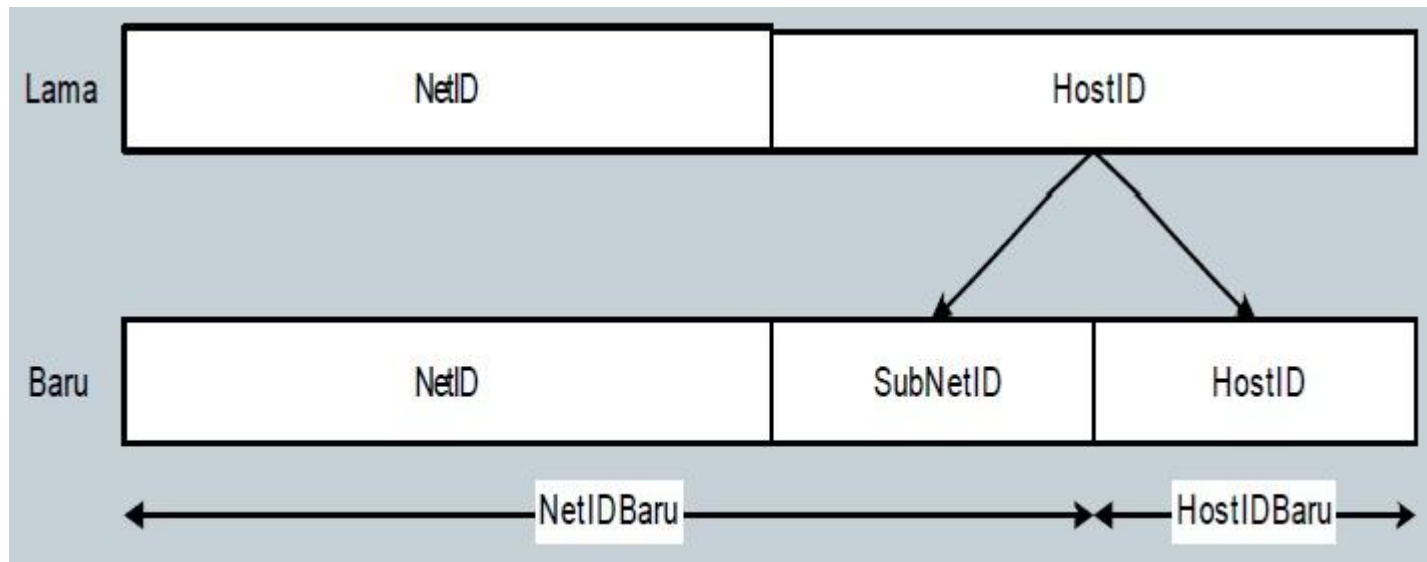 Lama NetID HostID
Baru NetID SubNetID HostID
NetIDBaru HostIDBaru